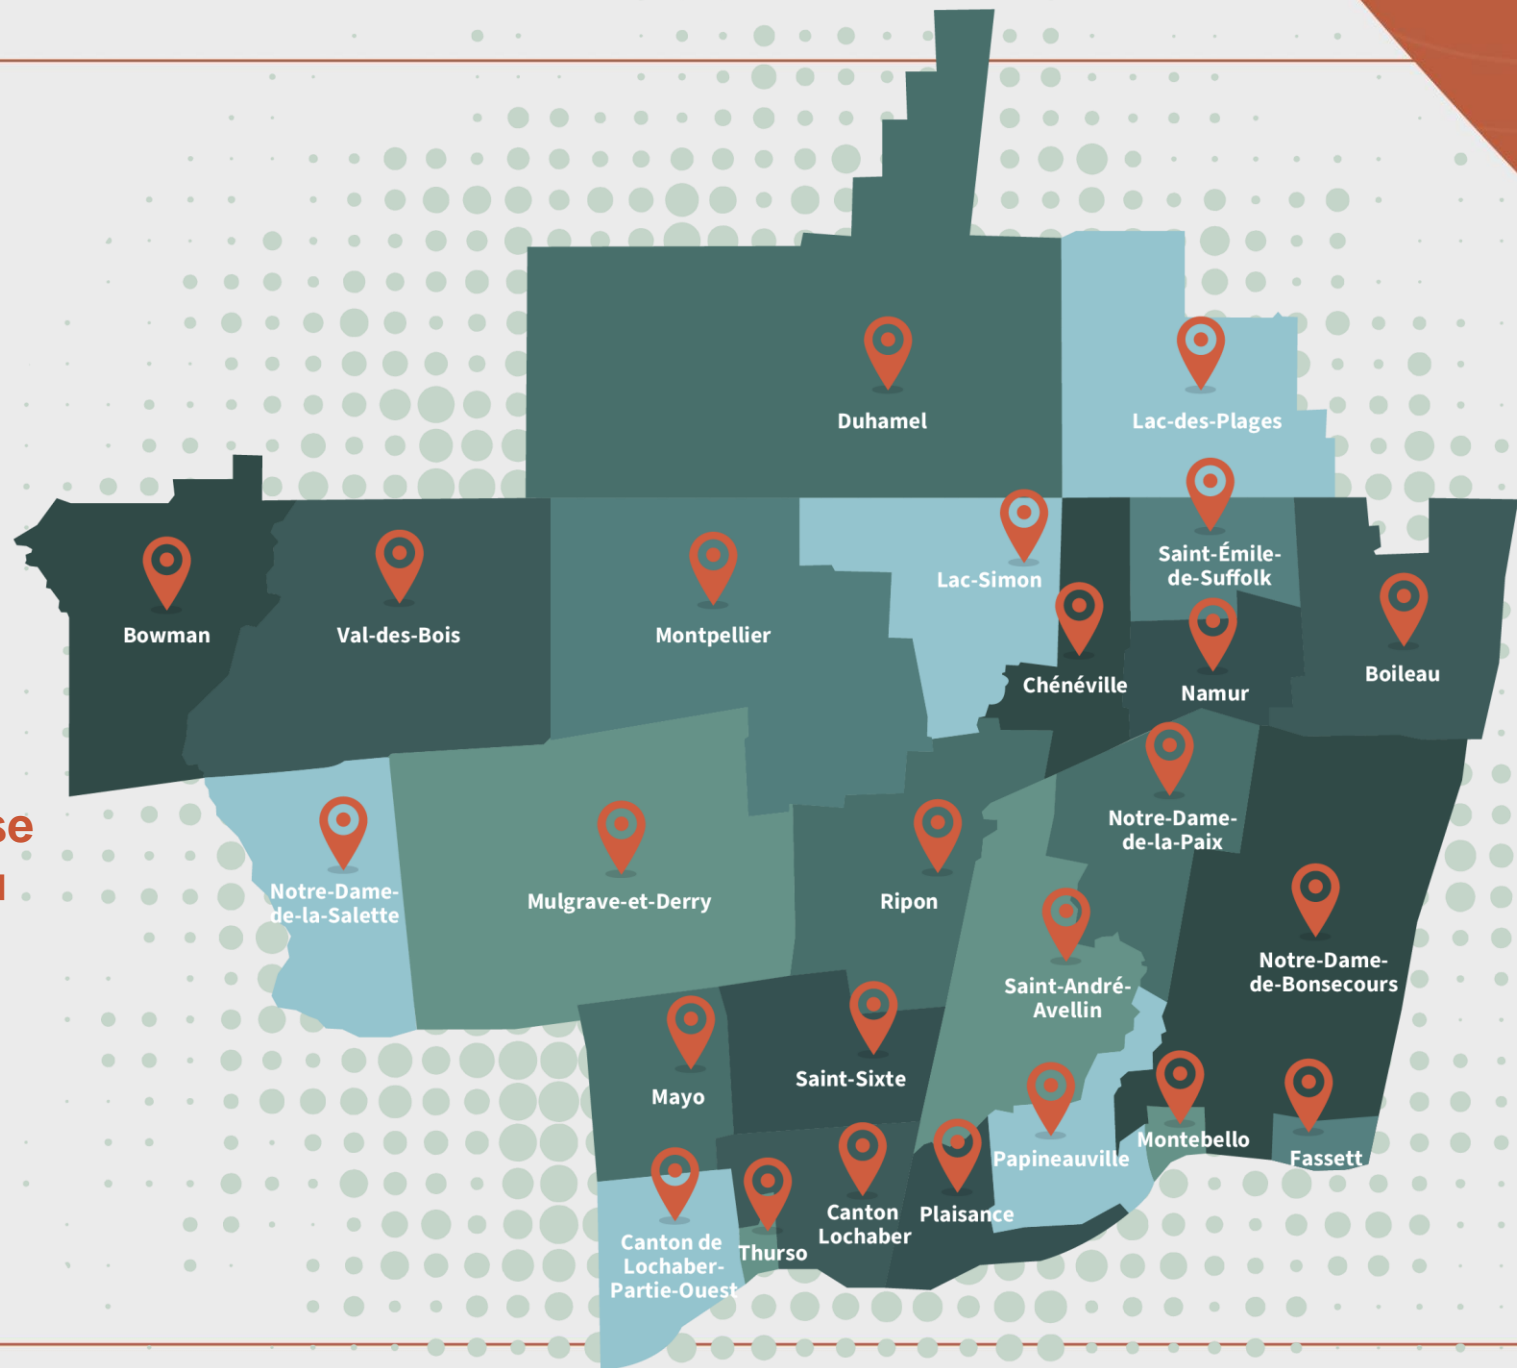 Duhamel
Lac-des-Plages
Saint-Émile-
de-Suffolk
Lac-Simon
Bowman
Val-des-Bois
Montpellier
Chénéville
Namur
Boileau
se
Notre-Dame-
de-la-Paix
Notre-Dame-
de-la-Salette
Mulgrave-et-Derry
Ripon
Notre-Dame-
de-Bonsecours
Saint-André-
Avellin
Saint-Sixte
Mayo
Montebello
Papineauville
Fassett
Canton
Lochaber
Plaisance
Canton de
Lochaber-
Partie-Ouest
Thurso